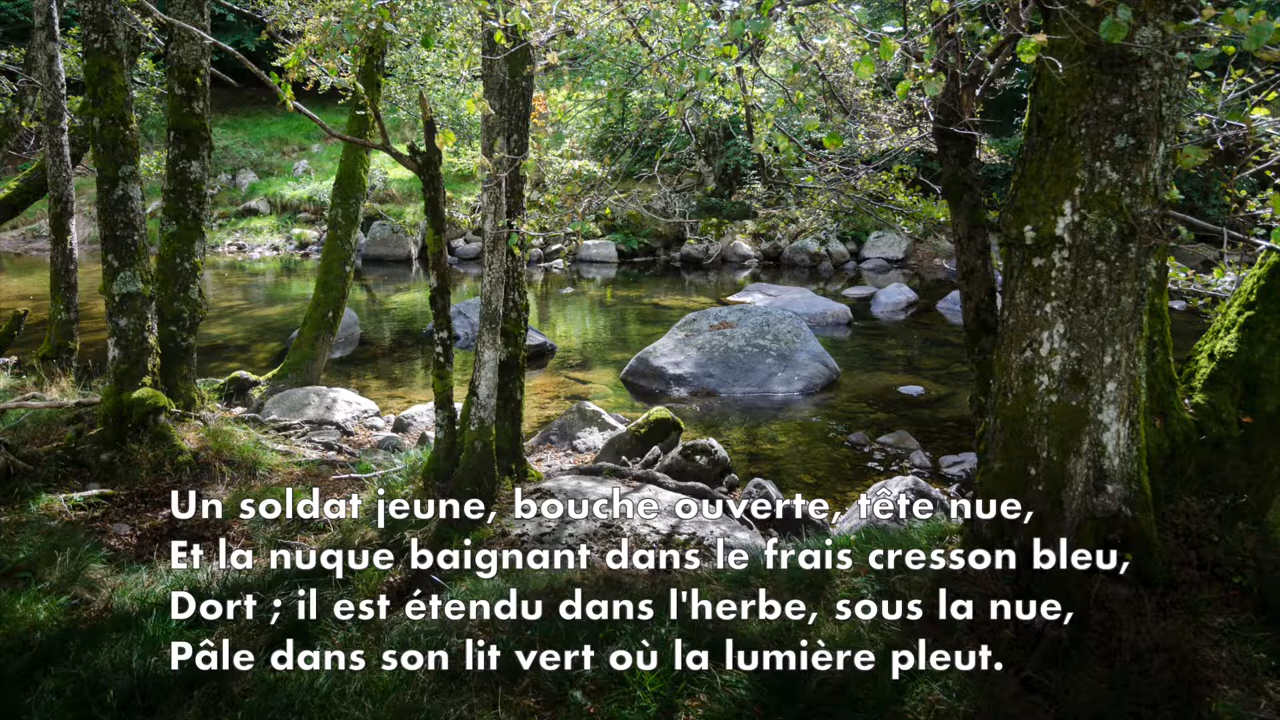 Un soldat jeune, bouche ouverte, tête nue,
Et la nuque baignant dans le frais cresson bleu,
Dort ; il est étendu dans l'herbe, sous la nue,
Pâle dans son lit vert où la lumière pleut.